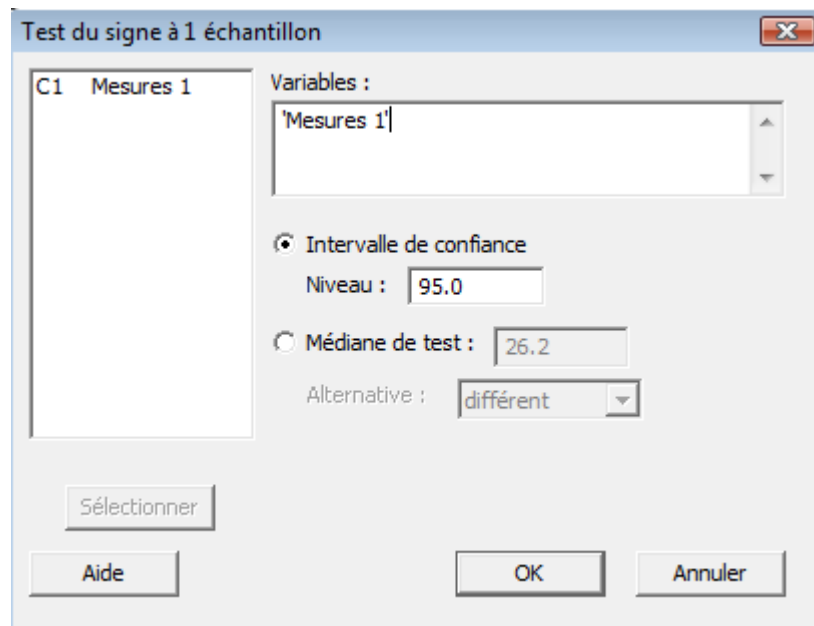 Test du signe à 1 échantillon
C1 Mesures 1
Variables :
'Mesures 1'
Intervalle de confiance
Niveau : 95.0
Médiane de test : 26.2
Alternative : différent
Sélectionner
Aide OK Annuler